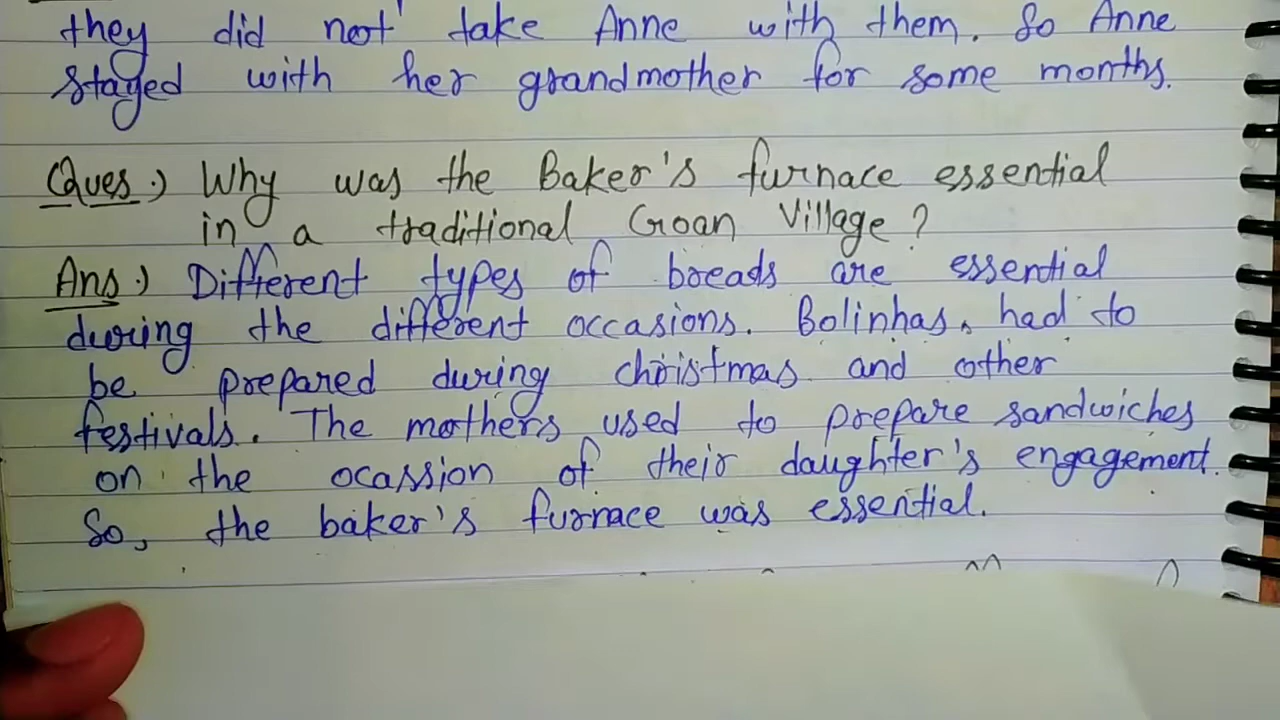 they did not take Anne with them. So Anne
stayed with her grandmother for some months.
Ques.) Why was the Baker's furnace essential
in a traditional Goan Village?
Ans.) Different types of breads are essential
during the different occasions. Bolinhas, had to
be prepared during christmas and other
festivals. The mothers used to prepare sandwiches
on the ocassion of their daughter's engagement.
So, the baker's furnace was essential.